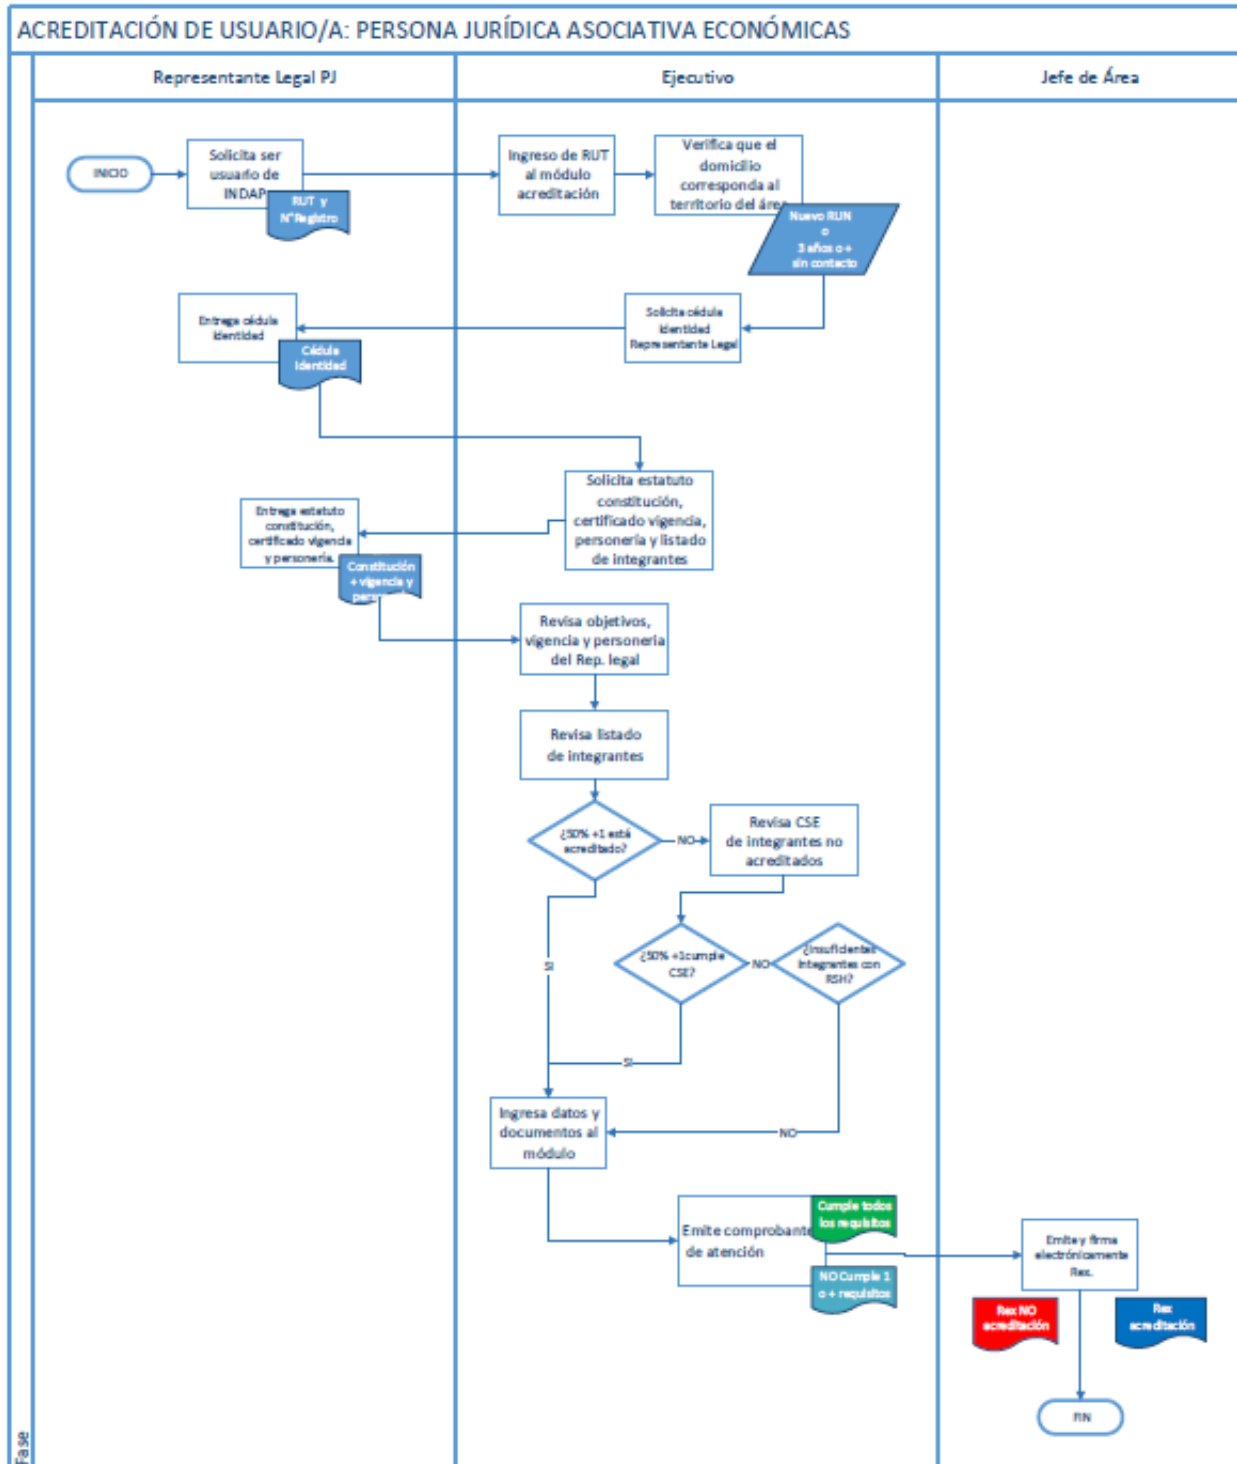 ACREDITACIÓN DE USUARIO/A: PERSONA JURÍDICA ASOCIATIVA ECONÓMICAS
Representante Legal PJ
Ejecutivo
Jefe de Área
INICIO
Solicita ser
usuario de
INDAP
RUT y
N°Registro
Ingreso de RUT
al módulo
acreditación
Verifica que el
domicilio
corresponda al
territorio del área
Nuevo RUN
o
3 años o +
sin contacto
Solicita cédula
identidad
Representante Legal
Entrega cédula
identidad
Cédula
Identidad
Solicita estatuto
constitución,
certificado vigencia,
personería y listado
de integrantes
Entrega estatuto
constitución,
certificado vigencia
y personería.
Constitución
+ vigencia y
Revisa objetivos,
vigencia y personeria
del Rep. legal
Revisa listado
de integrantes
¿50% +1 está
acreditado?
NO
Revisa CSE
de integrantes no
acreditados
¿50% +1cumple
CSE?
NO
¿Insuficientes
integrantes con
RSH?
SI
SI
NO
Ingresa datos y
documentos al
módulo
Emite comprobante
de atención
Cumple todos
los requisitos
NO Cumple 1
o + requisitos
Emite y firma
electrónicamente
Rex.
Rex NO
acreditación
Rex
acreditación
FIN
Fase